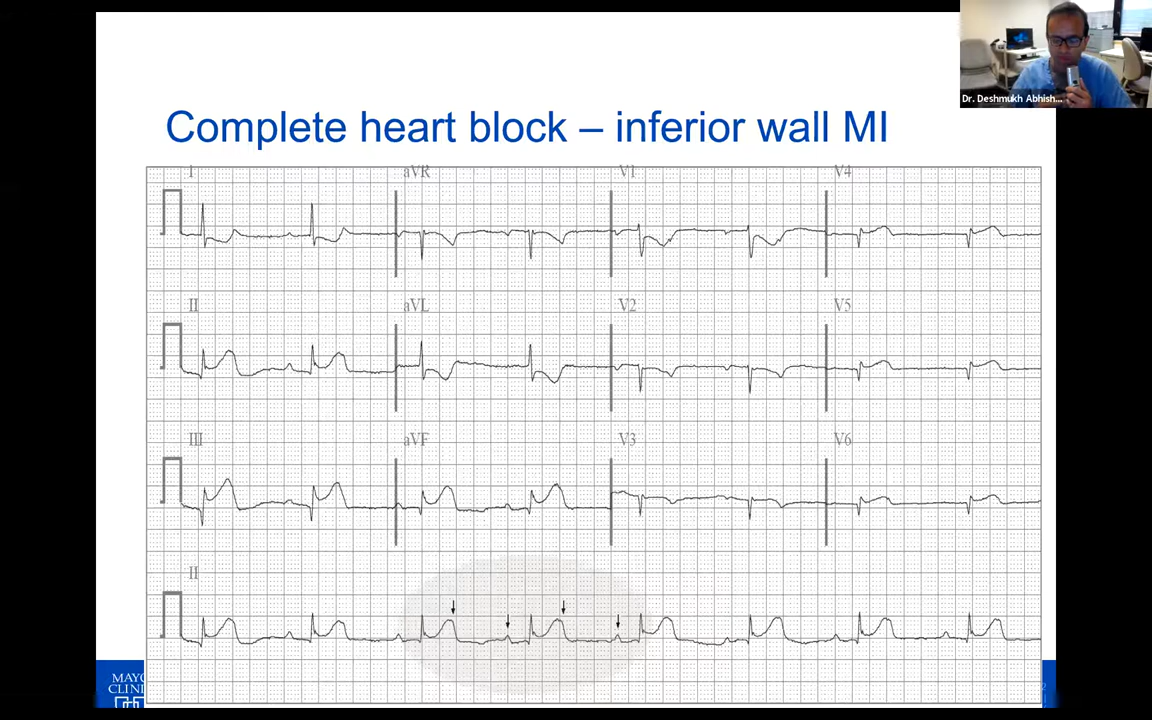 Dr. Deshmukh Abhish...
Complete heart block – inferior wall MI
I aVR V1 V4
II aVL V2 V5
III aVF V3 V6
II
MAYO
CLIN